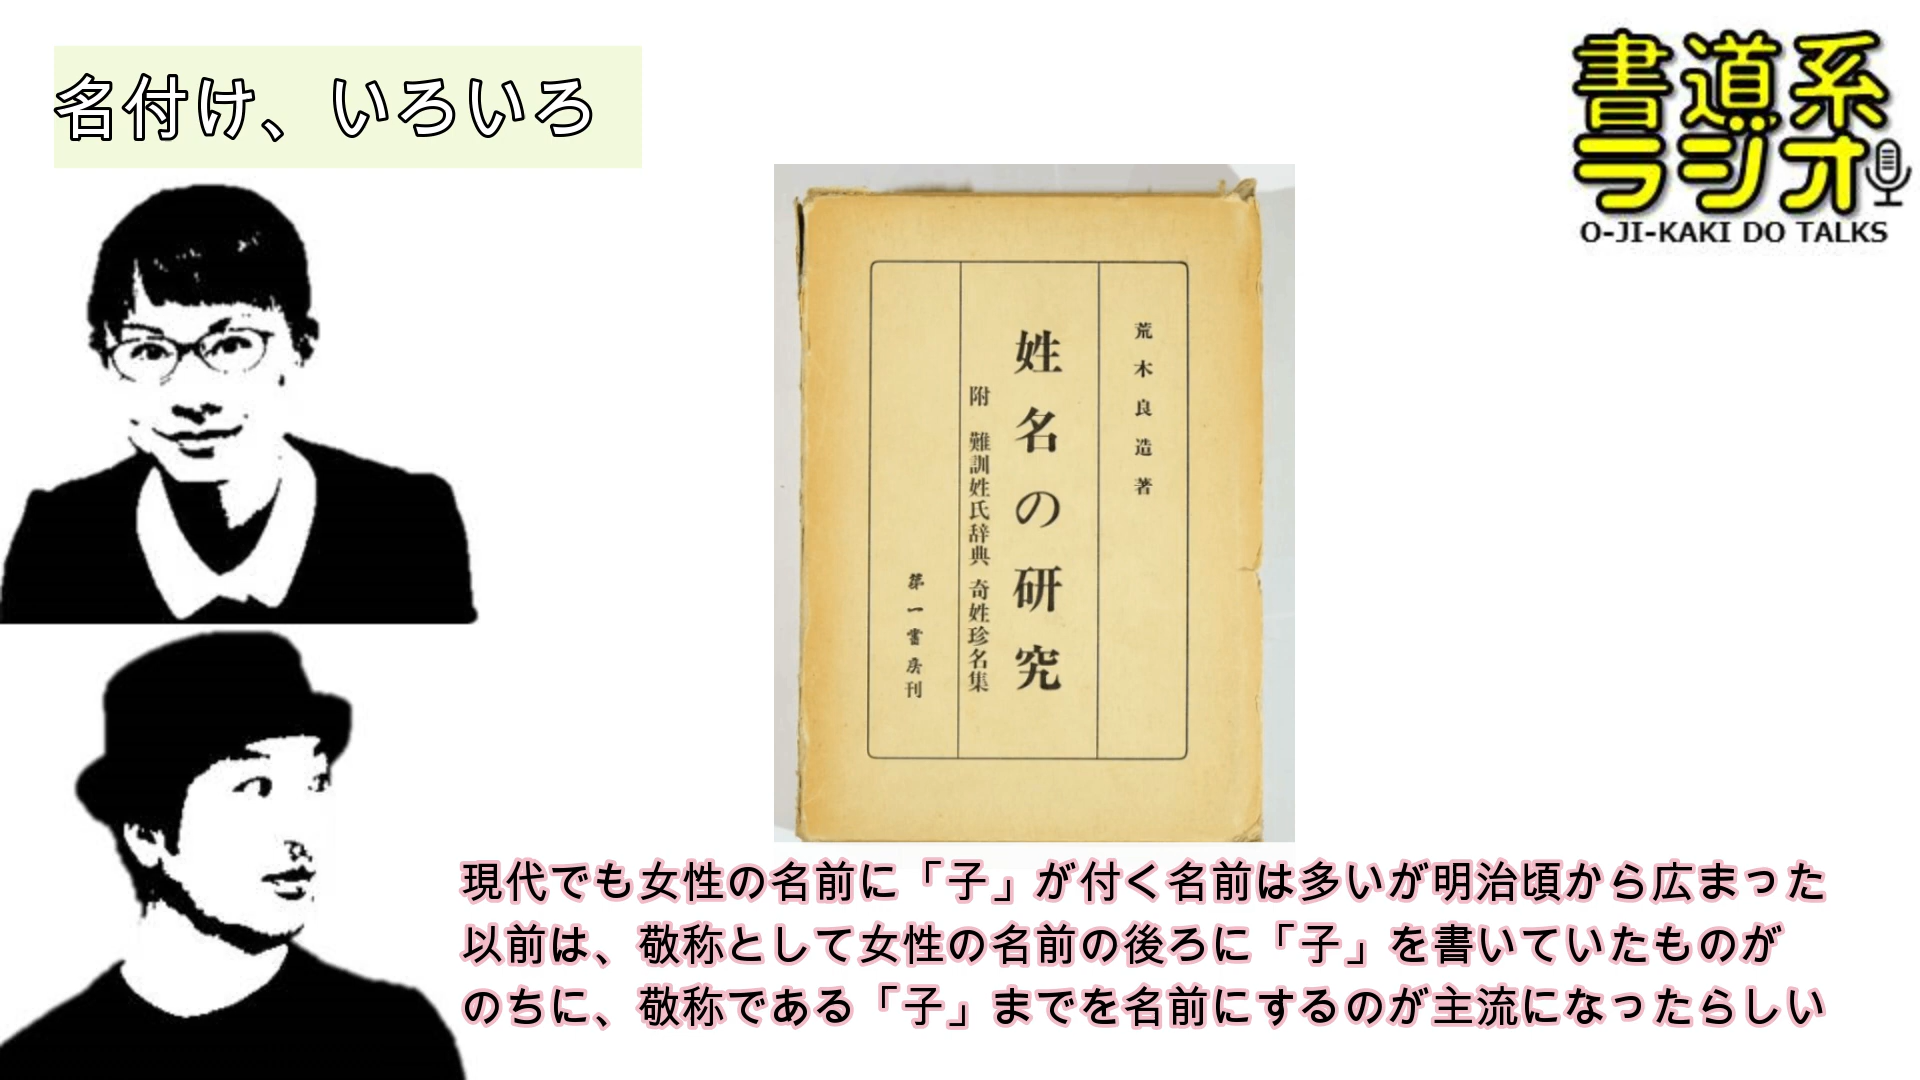 名付け、いろいろ
書道系
ラジオ
O-JI-KAKI DO TALKS
荒木良造著
姓名の研究
附 難訓姓氏辞典 奇姓珍名集
第一書房刊
現代でも女性の名前に「子」が付く名前は多いが明治頃から広まった
以前は、敬称として女性の名前の後ろに「子」を書いていたものが
のちに、敬称である「子」までを名前にするのが主流になったらしい